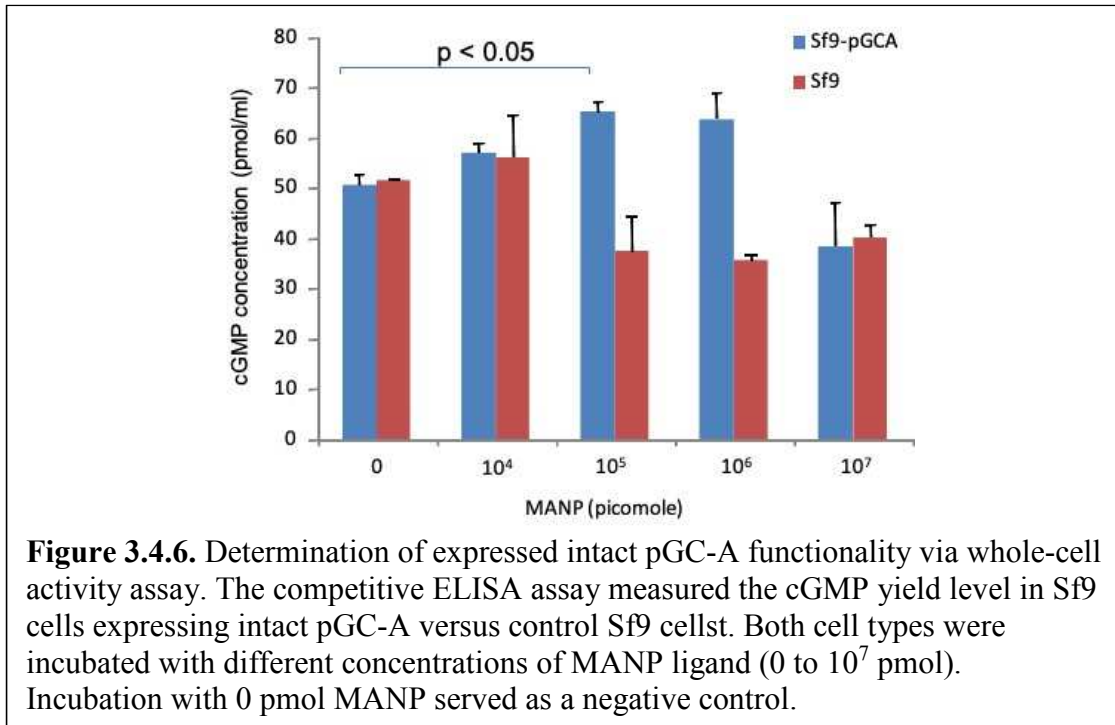 80
70
60
50
40
30
20
10
0
cGMP concentration (pmol/ml)
p < 0.05
Sf9-pGCA
Sf9
0 10⁴ 10⁵ 10⁶ 10⁷
MANP (picomole)
Figure 3.4.6. Determination of expressed intact pGC-A functionality via whole-cell
activity assay. The competitive ELISA assay measured the cGMP yield level in Sf9
cells expressing intact pGC-A versus control Sf9 cellst. Both cell types were
incubated with different concentrations of MANP ligand (0 to 10⁷ pmol).
Incubation with 0 pmol MANP served as a negative control.